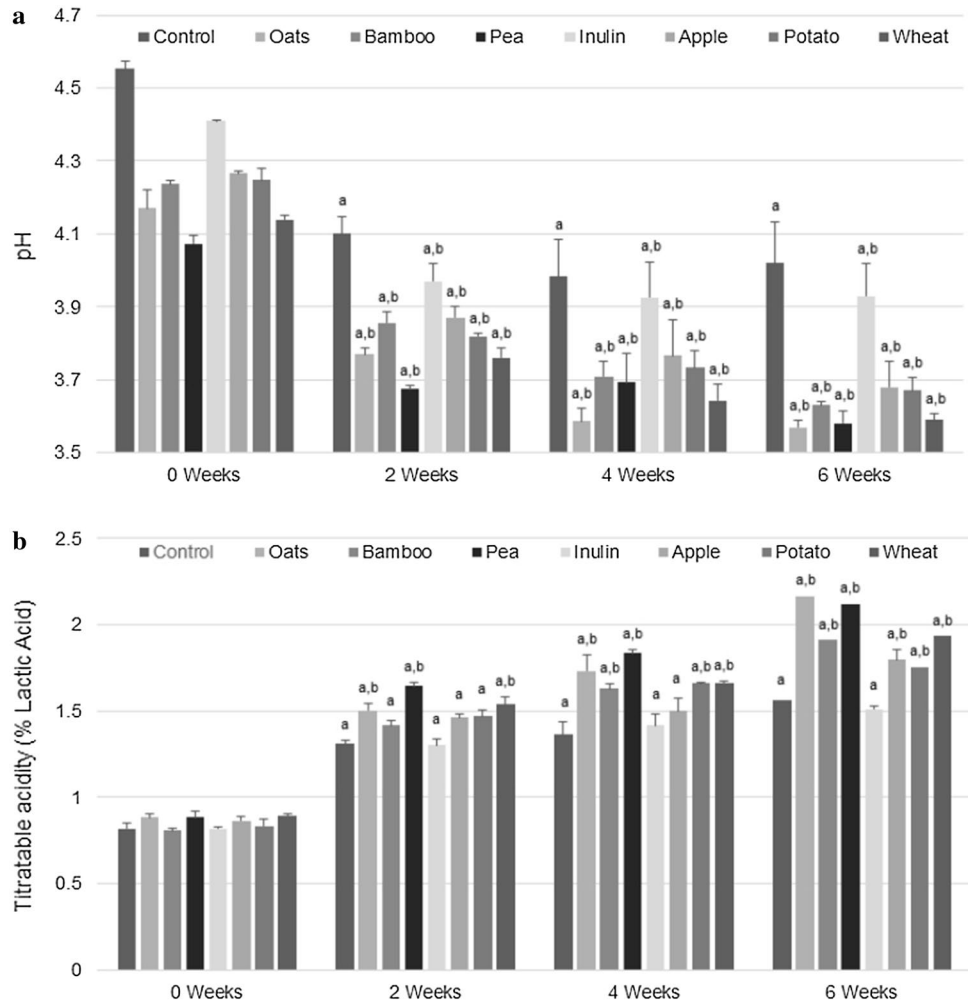 a
4.7
Control Oats Bamboo Pea Inulin Apple Potato Wheat
4.5
4.3
4.1
3.9
3.7
3.5
pH
a a,b a,b a,b a,b a,b a,b a,b
a a,b a,b a,b a,b a,b a,b a,b
a a,b a,b a,b a,b a,b a,b a,b
0 Weeks 2 Weeks 4 Weeks 6 Weeks
b
2.5
Control Oats Bamboo Pea Inulin Apple Potato Wheat
2
1.5
1
0.5
0
Titratable acidity (% Lactic Acid)
a a,b a a,b a a a a,b
a a,b a,b a,b a a a,b a,b
a a,b a,b a,b a a,b a,b a,b
0 Weeks 2 Weeks 4 Weeks 6 Weeks